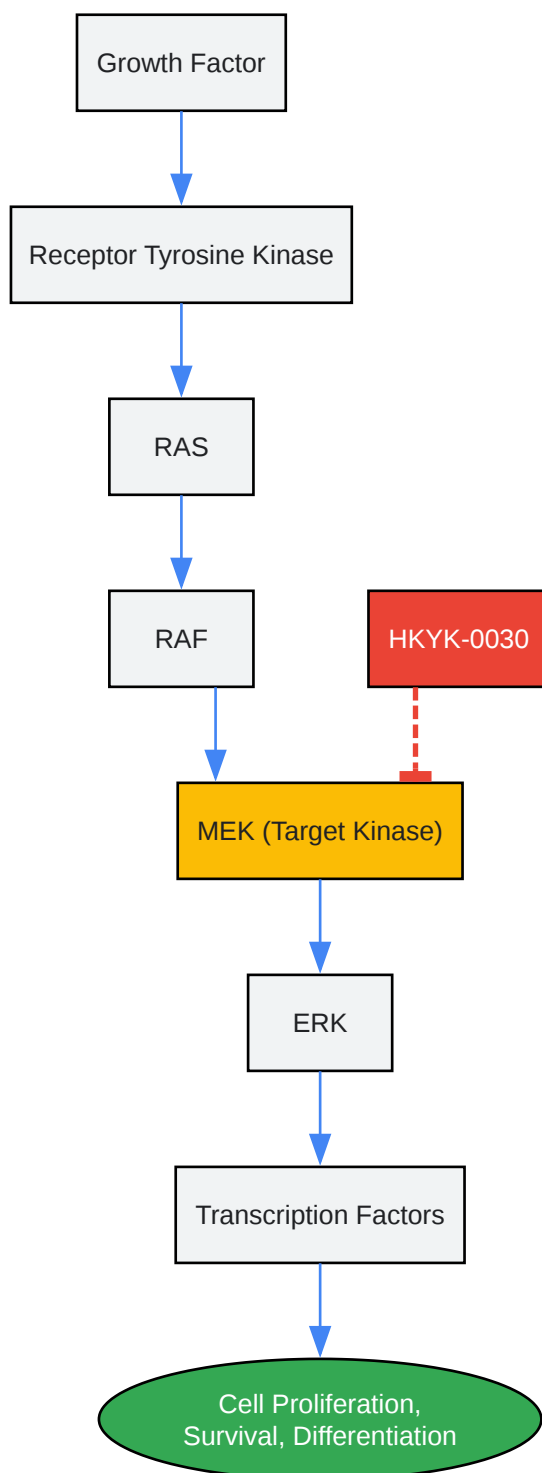 Growth Factor
Receptor Tyrosine Kinase
RAS
RAF
HKYK-0030
MEK (Target Kinase)
ERK
Transcription Factors
Cell Proliferation,
Survival, Differentiation